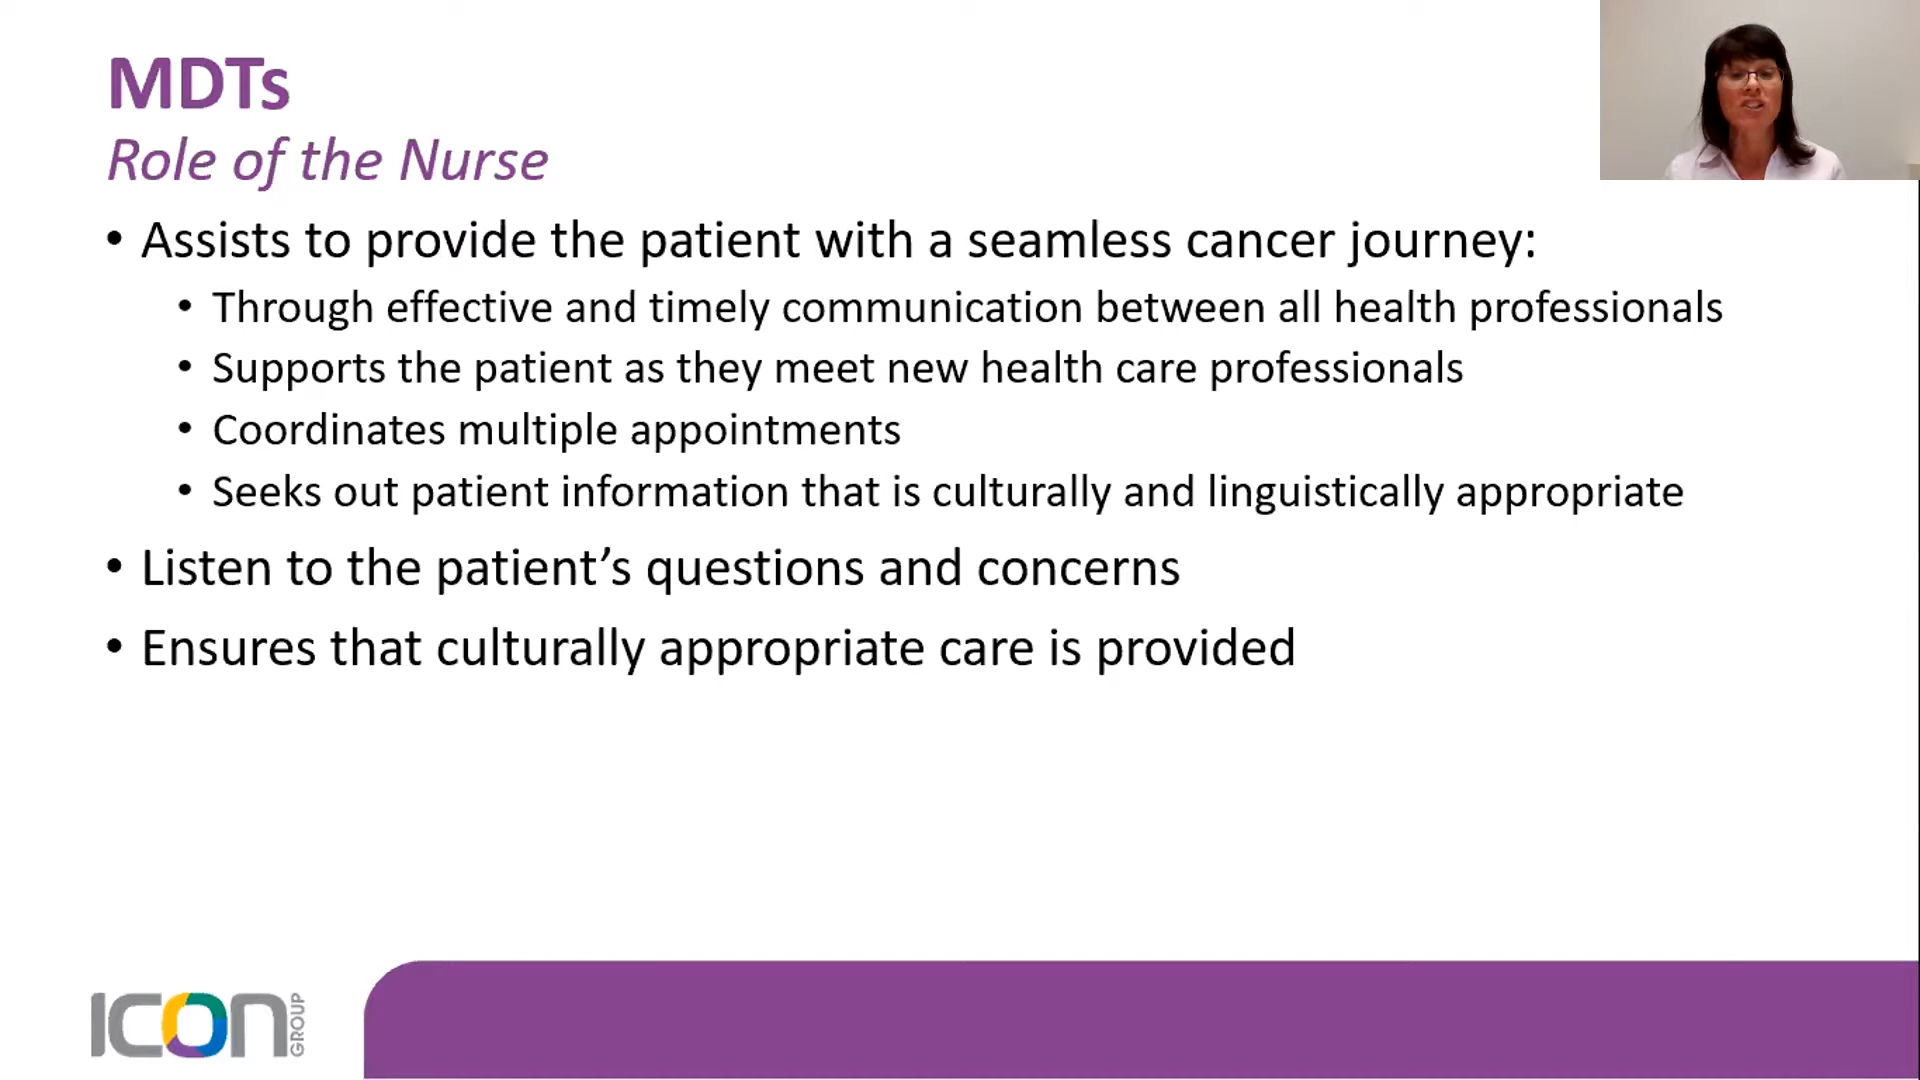 MDTs
Role of the Nurse
• Assists to provide the patient with a seamless cancer journey:
• Through effective and timely communication between all health professionals
• Supports the patient as they meet new health care professionals
• Coordinates multiple appointments
• Seeks out patient information that is culturally and linguistically appropriate
• Listen to the patient’s questions and concerns
• Ensures that culturally appropriate care is provided
ICON GROUP